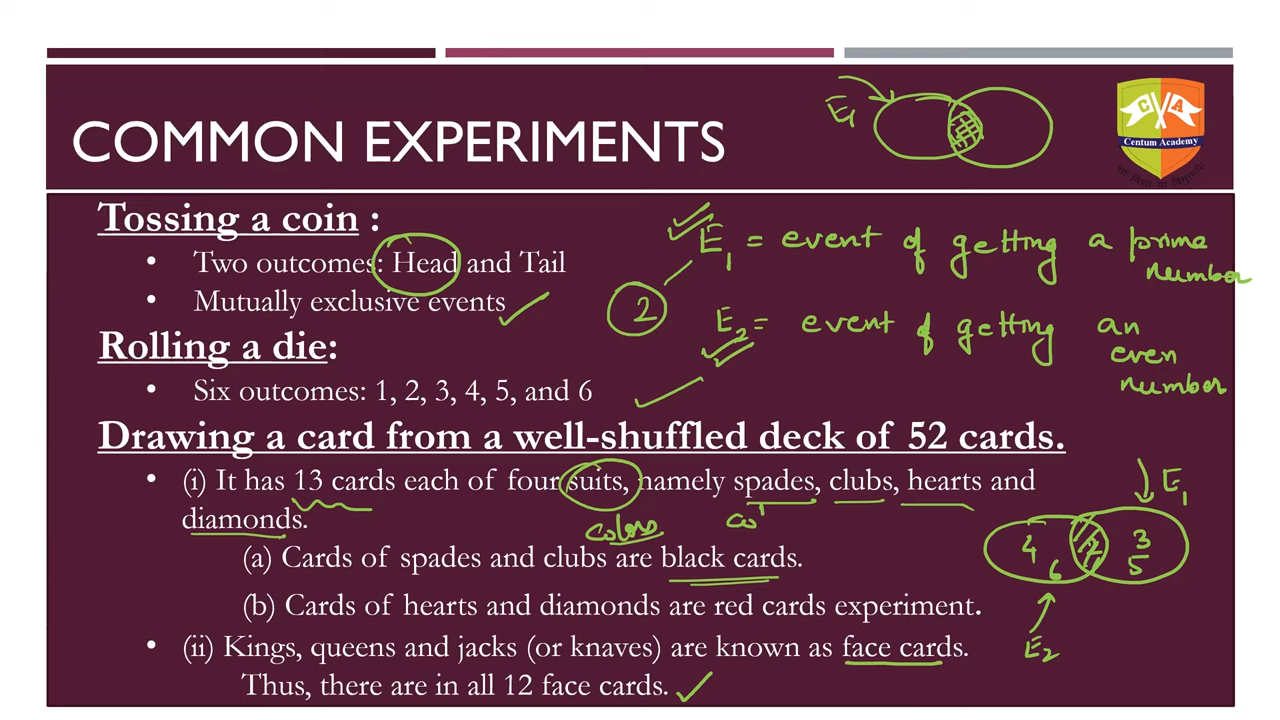 E1
C A
Centum Academy
COMMON EXPERIMENTS
Tossing a coin :
• Two outcomes: Head and Tail
• Mutually exclusive events
E1 = event of getting a prime
number
2
E2 = event of getting an
even
number
Rolling a die:
• Six outcomes: 1, 2, 3, 4, 5, and 6
Drawing a card from a well-shuffled deck of 52 cards.
• (i) It has 13 cards each of four suits, namely spades, clubs, hearts and
diamonds.
colors
(a) Cards of spades and clubs are black cards.
(b) Cards of hearts and diamonds are red cards experiment.
• (ii) Kings, queens and jacks (or knaves) are known as face cards.
Thus, there are in all 12 face cards.
E1
4 2 3
6 5
E2